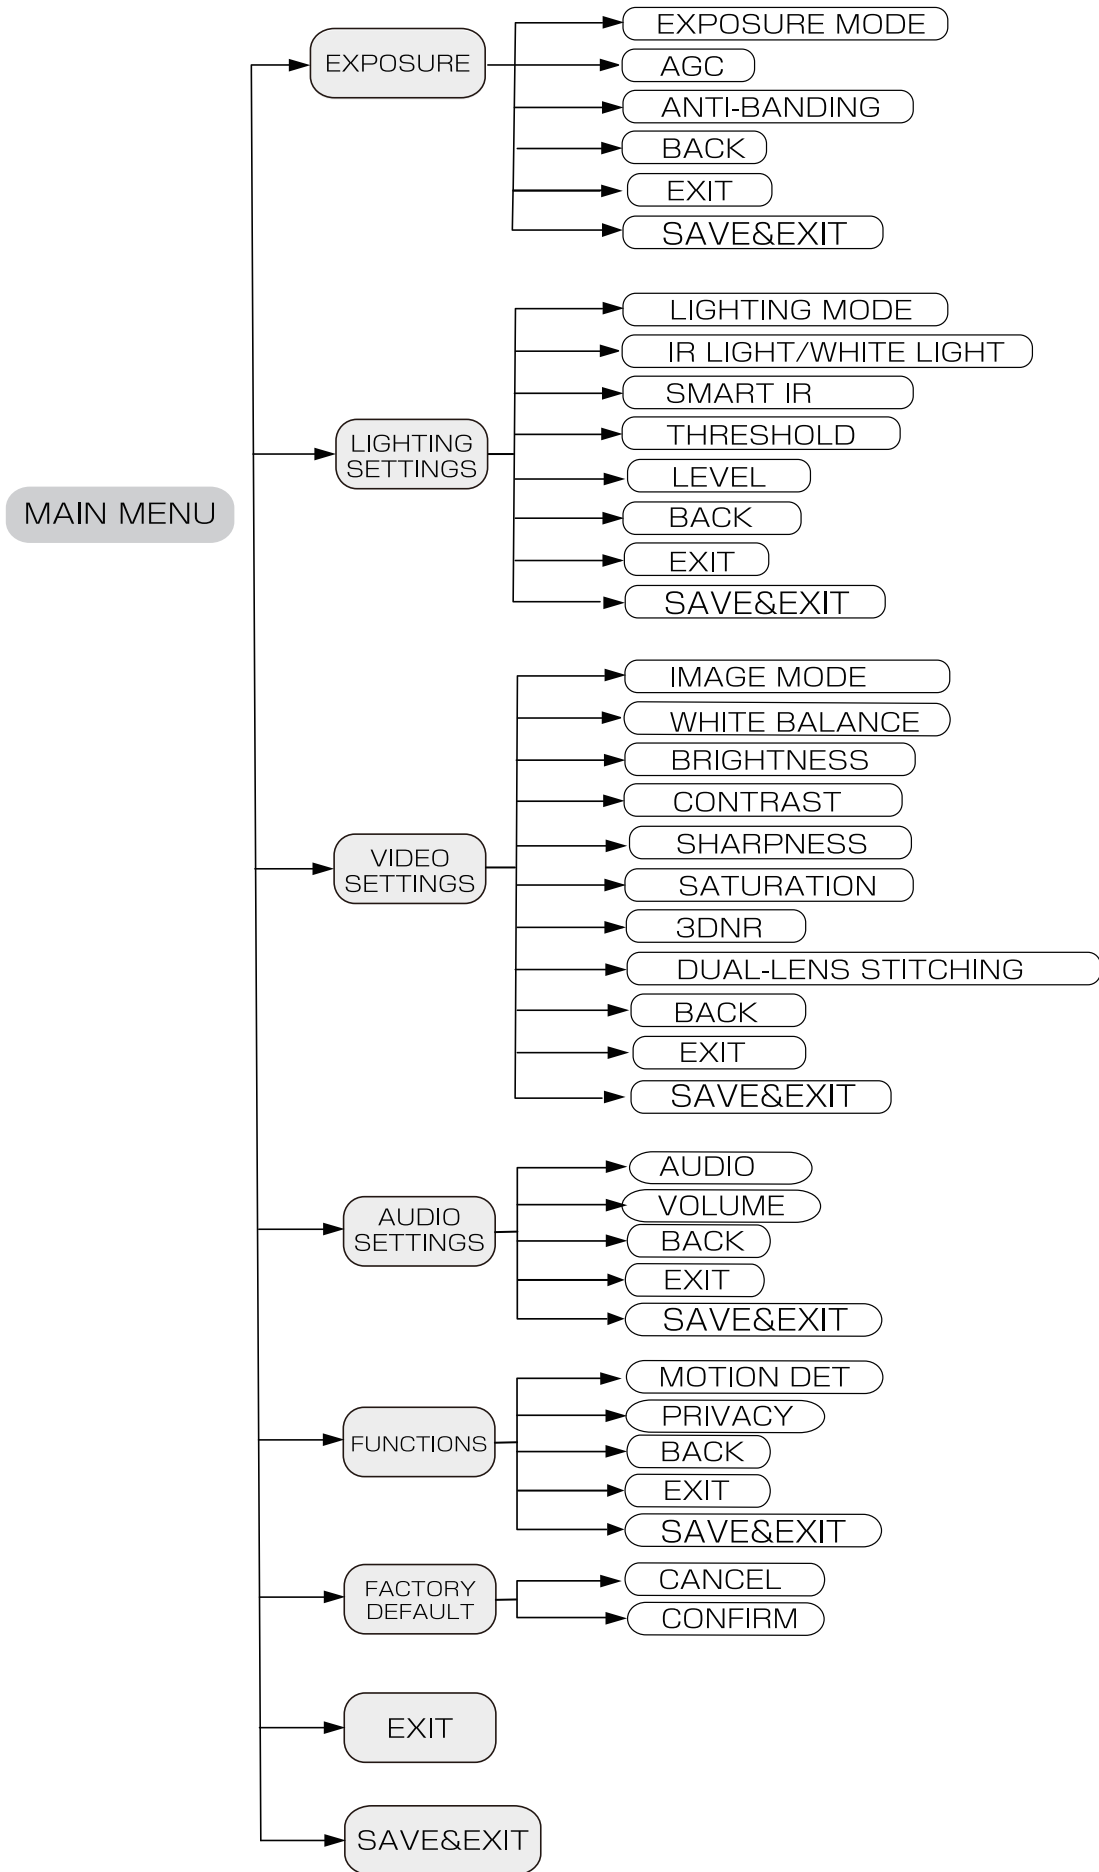 MAIN MENU
EXPOSURE
EXPOSURE MODE
AGC
ANTI-BANDING
BACK
EXIT
SAVE&EXIT
LIGHTING
SETTINGS
LIGHTING MODE
IR LIGHT/WHITE LIGHT
SMART IR
THRESHOLD
LEVEL
BACK
EXIT
SAVE&EXIT
VIDEO
SETTINGS
IMAGE MODE
WHITE BALANCE
BRIGHTNESS
CONTRAST
SHARPNESS
SATURATION
3DNR
DUAL-LENS STITCHING
BACK
EXIT
SAVE&EXIT
AUDIO
SETTINGS
AUDIO
VOLUME
BACK
EXIT
SAVE&EXIT
FUNCTIONS
MOTION DET
PRIVACY
BACK
EXIT
SAVE&EXIT
FACTORY
DEFAULT
CANCEL
CONFIRM
EXIT
SAVE&EXIT